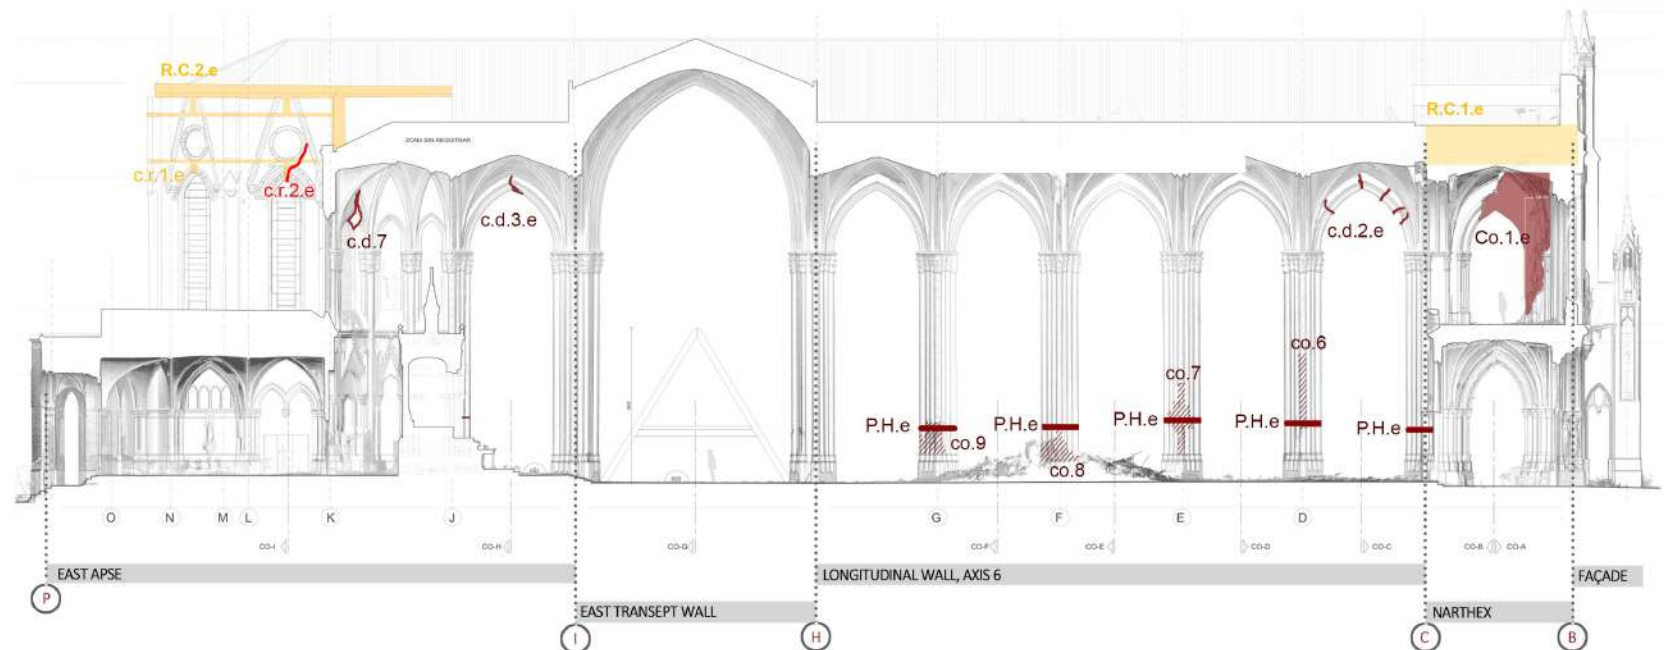 R.C.2.e
R.C.1.e
ZONA SIN REGISTRAR
c.r.1.e
c.r.2.e
c.d.7
c.d.3.e
c.d.2.e
Co.1.e
co.6
co.7
P.H.e
P.H.e
P.H.e
P.H.e
P.H.e
co.9
co.8
O
N
M
L
K
J
G
F
E
D
CO-I
CO-H
CO-G
CO-F
CO-E
CO-D
CO-C
CO-B
CO-A
EAST APSE
LONGITUDINAL WALL, AXIS 6
FAÇADE
P
EAST TRANSEPT WALL
NARTHEX
I
H
C
B